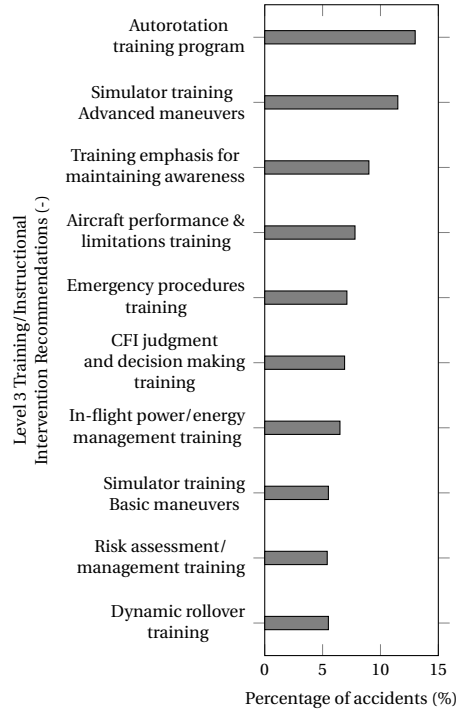 Autorotation
training program
Simulator training
Advanced maneuvers
Training emphasis for
maintaining awareness
Aircraft performance &
limitations training
Emergency procedures
training
CFI judgment
and decision making
training
In-flight power/energy
management training
Simulator training
Basic maneuvers
Risk assessment/
management training
Dynamic rollover
training
Level 3 Training/Instructional
Intervention Recommendations (-)
0 5 10 15
Percentage of accidents (%)